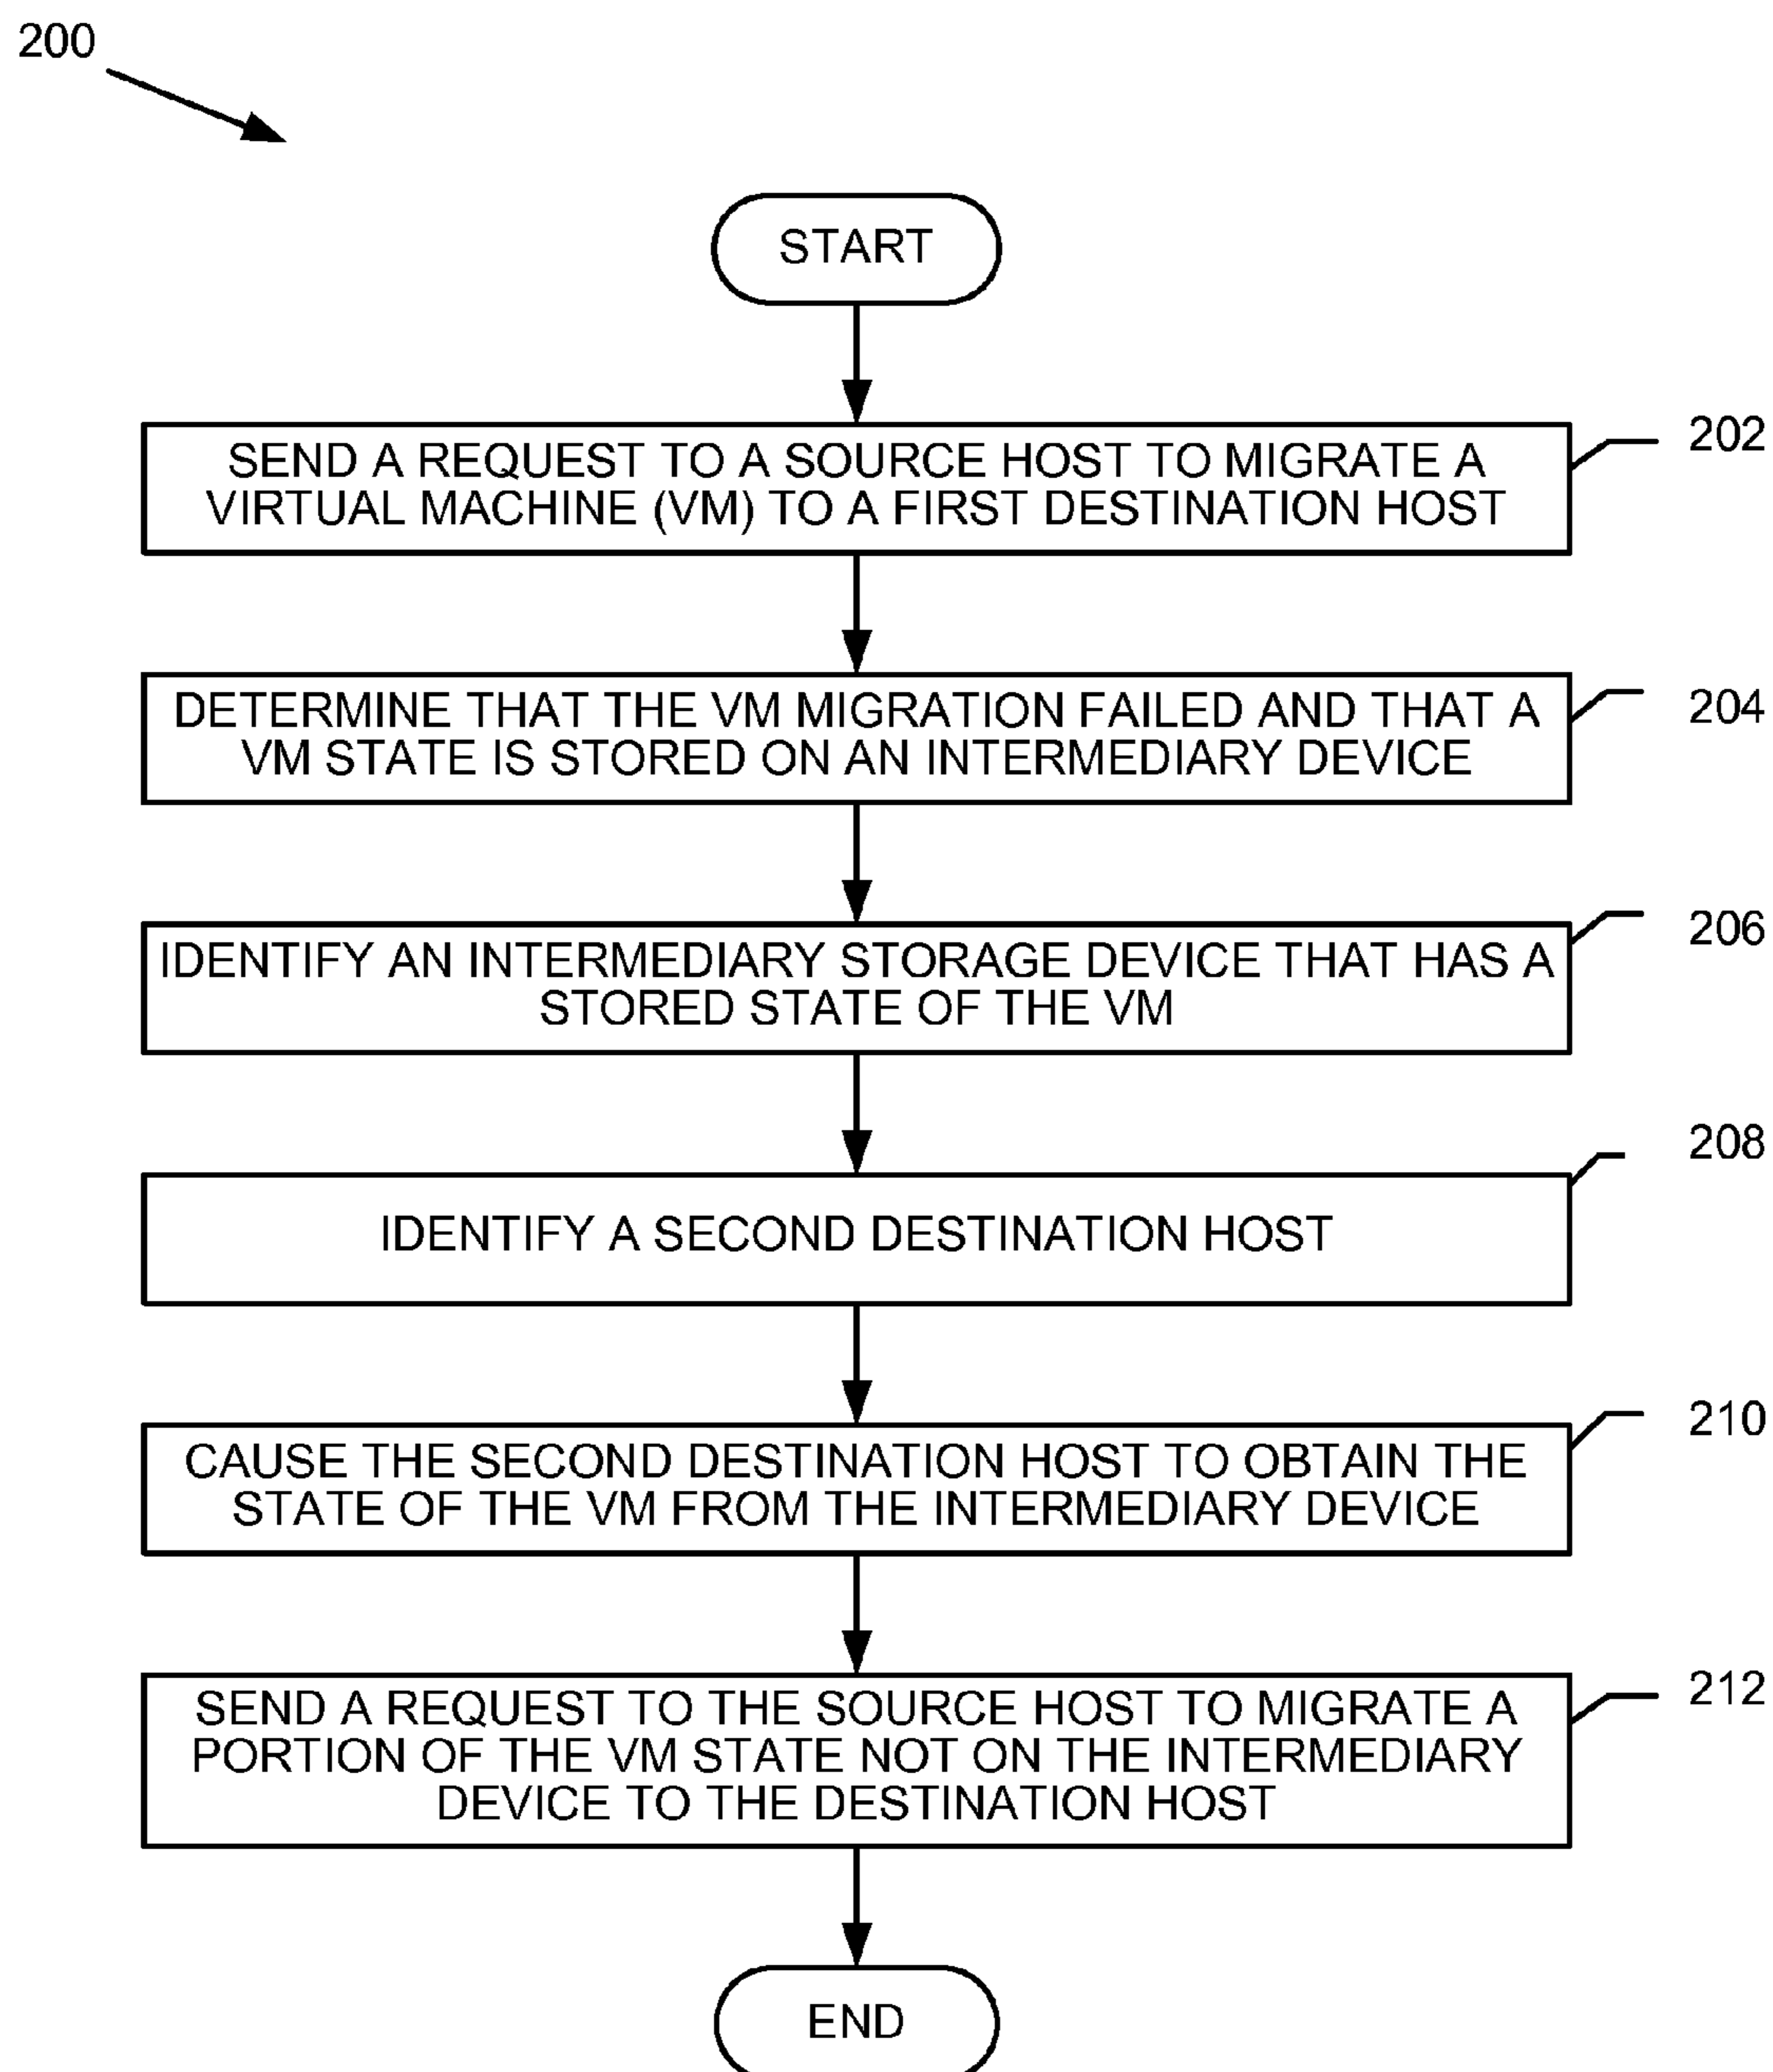 200
START
SEND A REQUEST TO A SOURCE HOST TO MIGRATE A
VIRTUAL MACHINE (VM) TO A FIRST DESTINATION HOST
202
DETERMINE THAT THE VM MIGRATION FAILED AND THAT A
VM STATE IS STORED ON AN INTERMEDIARY DEVICE
204
IDENTIFY AN INTERMEDIARY STORAGE DEVICE THAT HAS A
STORED STATE OF THE VM
206
IDENTIFY A SECOND DESTINATION HOST
208
CAUSE THE SECOND DESTINATION HOST TO OBTAIN THE
STATE OF THE VM FROM THE INTERMEDIARY DEVICE
210
SEND A REQUEST TO THE SOURCE HOST TO MIGRATE A
PORTION OF THE VM STATE NOT ON THE INTERMEDIARY
DEVICE TO THE DESTINATION HOST
212
END